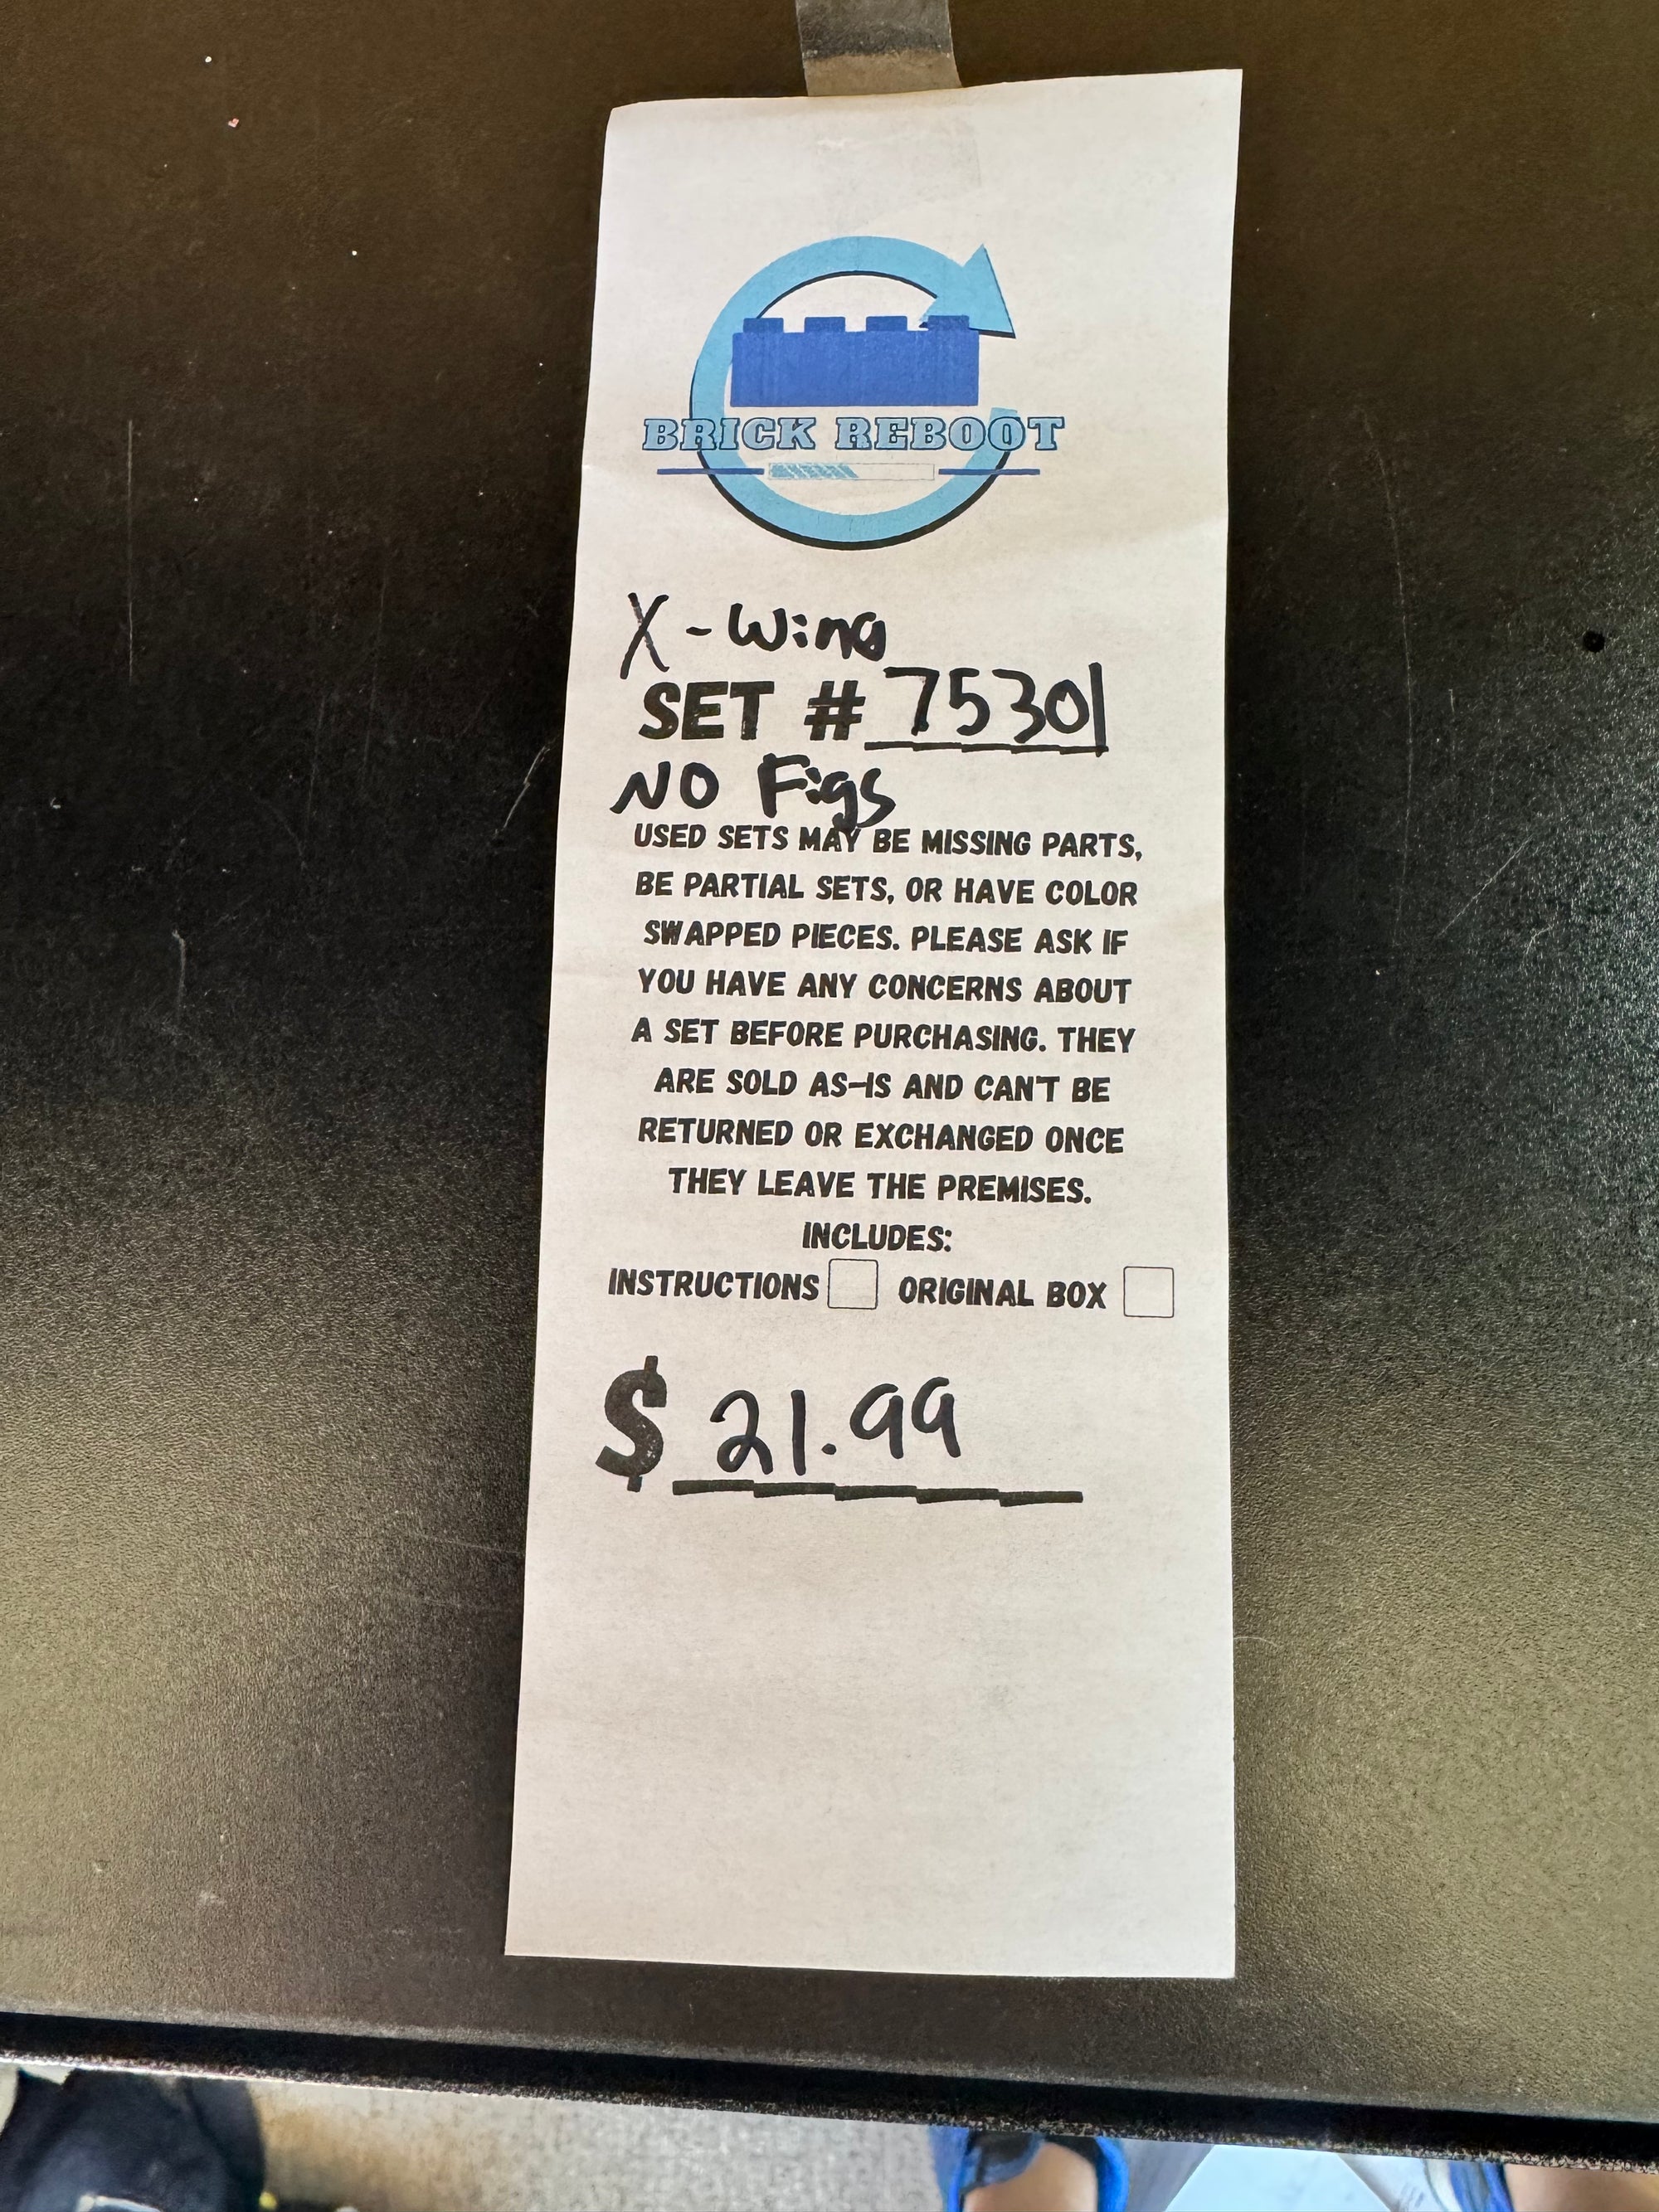 BRICK REBOOT
X-Wing
SET # 75301
NO Figs
USED SETS MAY BE MISSING PARTS,
BE PARTIAL SETS, OR HAVE COLOR
SWAPPED PIECES. PLEASE ASK IF
YOU HAVE ANY CONCERNS ABOUT
A SET BEFORE PURCHASING. THEY
ARE SOLD AS-IS AND CAN'T BE
RETURNED OR EXCHANGED ONCE
THEY LEAVE THE PREMISES.
INCLUDES:
INSTRUCTIONS ORIGINAL BOX
$ 21.99